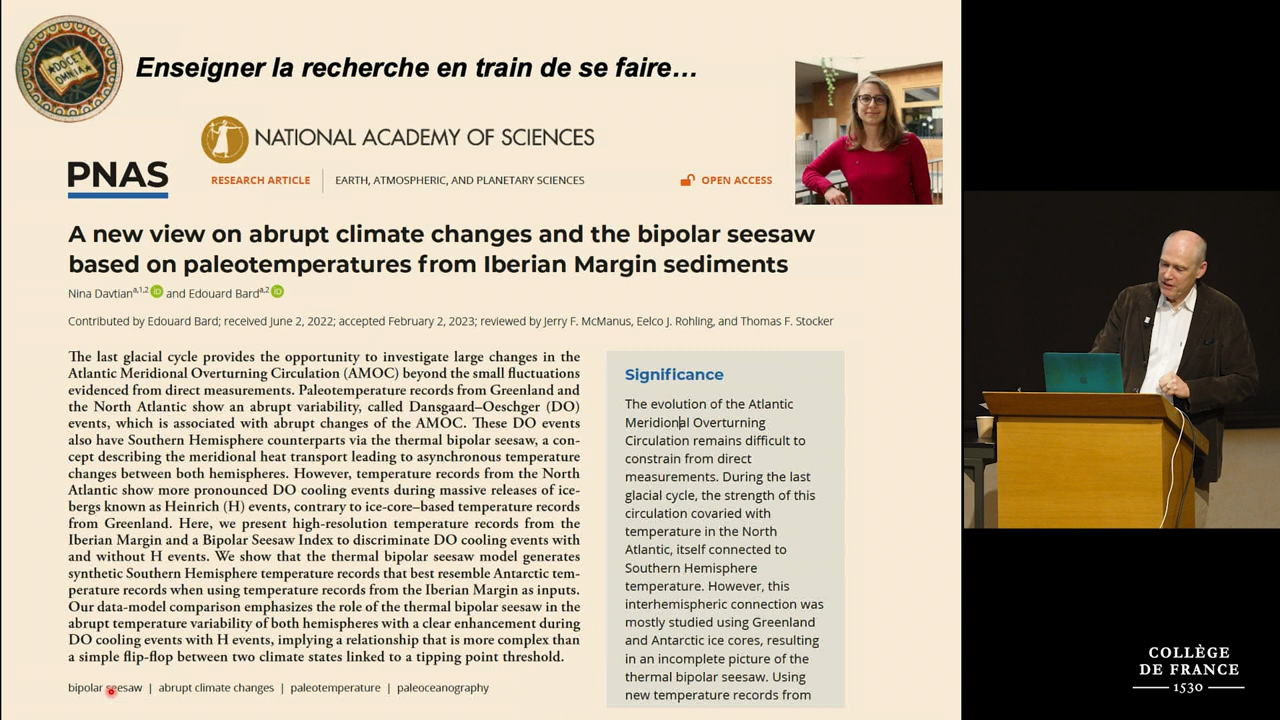 DOCET
OMNIA
Enseigner la recherche en train de se faire...
NATIONAL ACADEMY OF SCIENCES
PNAS
RESEARCH ARTICLE | EARTH, ATMOSPHERIC, AND PLANETARY SCIENCES
OPEN ACCESS
A new view on abrupt climate changes and the bipolar seesaw
based on paleotemperatures from Iberian Margin sediments
Nina Davtian a,1,2 iD and Edouard Bard a,2 iD
Contributed by Edouard Bard; received June 2, 2022; accepted February 2, 2023; reviewed by Jerry F. McManus, Eelco J. Rohling, and Thomas F. Stocker
The last glacial cycle provides the opportunity to investigate large changes in the
Atlantic Meridional Overturning Circulation (AMOC) beyond the small fluctuations
evidenced from direct measurements. Paleotemperature records from Greenland and
the North Atlantic show an abrupt variability, called Dansgaard–Oeschger (DO)
events, which is associated with abrupt changes of the AMOC. These DO events
also have Southern Hemisphere counterparts via the thermal bipolar seesaw, a con-
cept describing the meridional heat transport leading to asynchronous temperature
changes between both hemispheres. However, temperature records from the North
Atlantic show more pronounced DO cooling events during massive releases of ice-
bergs known as Heinrich (H) events, contrary to ice-core–based temperature records
from Greenland. Here, we present high-resolution temperature records from the
Iberian Margin and a Bipolar Seesaw Index to discriminate DO cooling events with
and without H events. We show that the thermal bipolar seesaw model generates
synthetic Southern Hemisphere temperature records that best resemble Antarctic tem-
perature records when using temperature records from the Iberian Margin as inputs.
Our data-model comparison emphasizes the role of the thermal bipolar seesaw in the
abrupt temperature variability of both hemispheres with a clear enhancement during
DO cooling events with H events, implying a relationship that is more complex than
a simple flip-flop between two climate states linked to a tipping point threshold.
bipolar seesaw | abrupt climate changes | paleotemperature | paleoceanography
Significance
The evolution of the Atlantic
Meridional Overturning
Circulation remains difficult to
constrain from direct
measurements. During the last
glacial cycle, the strength of this
circulation covaried with
temperature in the North
Atlantic, itself connected to
Southern Hemisphere
temperature. However, this
interhemispheric connection was
mostly studied using Greenland
and Antarctic ice cores, resulting
in an incomplete picture of the
thermal bipolar seesaw. Using
new temperature records from
COLLÈGE
DE FRANCE
1530